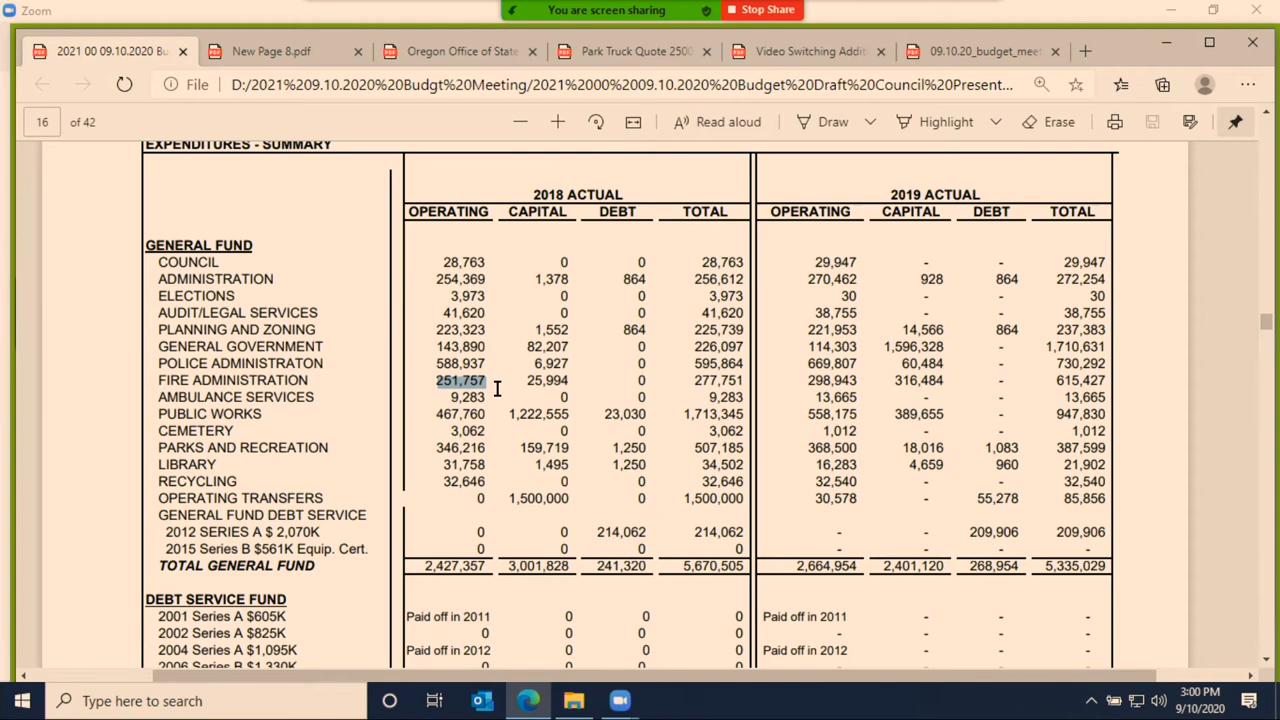 Zoom
You are screen sharing
Stop Share
2021 00 09.10.2020 Bu
New Page 8.pdf
Oregon Office of State
Park Truck Quote 2500
Video Switching Addit
09.10.20_budget_meet
File
D:/2021%209.10.2020%20Budgt%20Meeting/2021%2000%2009.10.2020%20Budget%20Draft%20Council%20Present...
16 of 42
Read aloud
Draw
Highlight
Erase
EXPENDITURES - SUMMARY
2018 ACTUAL 2019 ACTUAL
OPERATING CAPITAL DEBT TOTAL OPERATING CAPITAL DEBT TOTAL
GENERAL FUND
COUNCIL 28,763 0 0 28,763 29,947 - - 29,947
ADMINISTRATION 254,369 1,378 864 256,612 270,462 928 864 272,254
ELECTIONS 3,973 0 0 3,973 30 - - 30
AUDIT/LEGAL SERVICES 41,620 0 0 41,620 38,755 - - 38,755
PLANNING AND ZONING 223,323 1,552 864 225,739 221,953 14,566 864 237,383
GENERAL GOVERNMENT 143,890 82,207 0 226,097 114,303 1,596,328 - 1,710,631
POLICE ADMINISTRATON 588,937 6,927 0 595,864 669,807 60,484 - 730,292
FIRE ADMINISTRATION 251,757 25,994 0 277,751 298,943 316,484 - 615,427
AMBULANCE SERVICES 9,283 0 0 9,283 13,665 - - 13,665
PUBLIC WORKS 467,760 1,222,555 23,030 1,713,345 558,175 389,655 - 947,830
CEMETERY 3,062 0 0 3,062 1,012 - - 1,012
PARKS AND RECREATION 346,216 159,719 1,250 507,185 368,500 18,016 1,083 387,599
LIBRARY 31,758 1,495 1,250 34,502 16,283 4,659 960 21,902
RECYCLING 32,646 0 0 32,646 32,540 - - 32,540
OPERATING TRANSFERS 0 1,500,000 0 1,500,000 30,578 - 55,278 85,856
GENERAL FUND DEBT SERVICE
2012 SERIES A $ 2,070K 0 0 214,062 214,062 - - 209,906 209,906
2015 Series B $561K Equip. Cert. 0 0 0 0 - - - -
TOTAL GENERAL FUND 2,427,357 3,001,828 241,320 5,670,505 2,664,954 2,401,120 268,954 5,335,029
DEBT SERVICE FUND
2001 Series A $605K Paid off in 2011 0 0 0 Paid off in 2011 - - -
2002 Series A $825K 0 0 0 0 - - - -
2004 Series A $1,095K Paid off in 2012 0 0 0 Paid off in 2012 - - -
2006 Series B $1,330K 0 0 0 0 - - - -
Type here to search
3:00 PM
9/10/2020